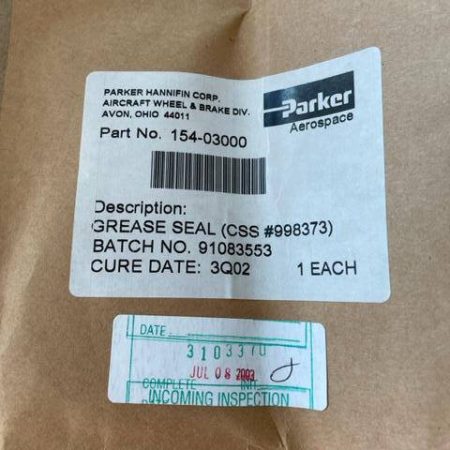 PARKER HANNIFIN CORP.
AIRCRAFT WHEEL & BRAKE DIV.
AVON, OHIO 44011
Parker
Aerospace
Part No. 154-03000
Description:
GREASE SEAL (CSS #998373)
BATCH NO. 91083553
CURE DATE: 3Q02 1 EACH
DATE
3103370
JUL 08 2003
COMPLETE INIT.
INCOMING INSPECTION